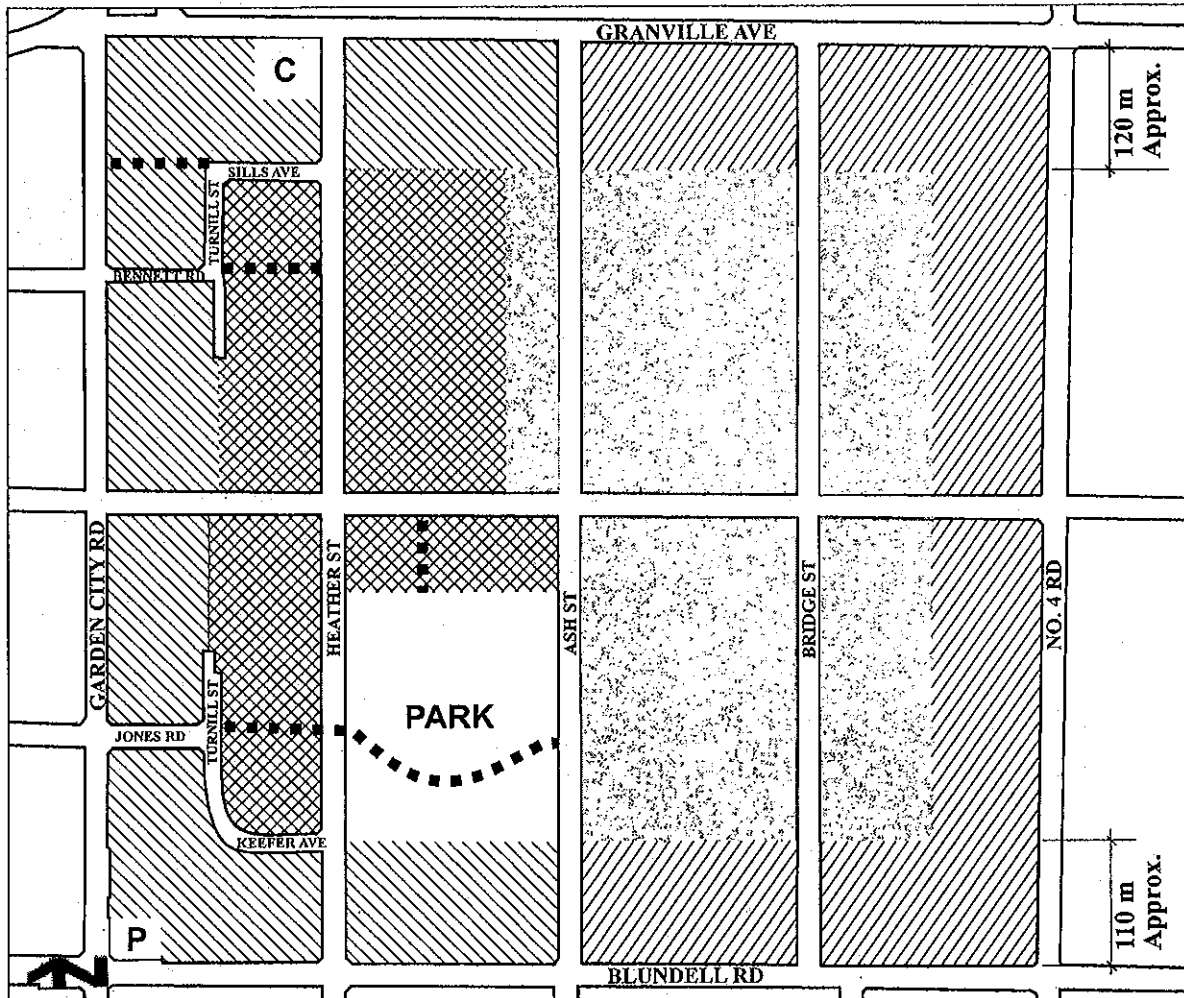 GRANVILLE AVE
C
120 m
Approx.
SILLS AVE
TURNILL ST
BENNETT RD
GARDEN CITY RD
HEATHER ST
ASH ST
BRIDGE ST
NO. 4 RD
PARK
JONES RD
TURNILL ST
KEEFER AVE
110 m
Approx.
P
N
BLUNDELL RD